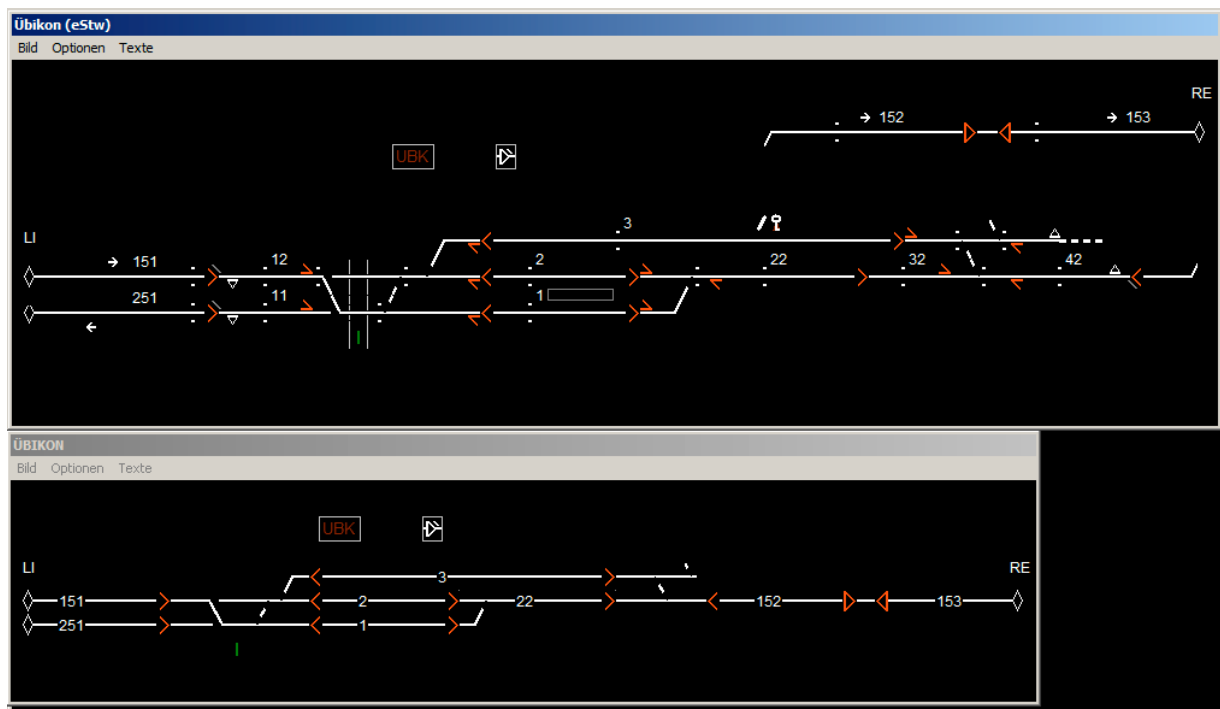 Übikon (eStw)
Bild Optionen Texte
RE
152 153
UBK
3
LI
151 12 2 22 32 42
251 11 1
I
ÜBIKON
Bild Optionen Texte
UBK
LI RE
3
151 2 22 152 153
251 1
I